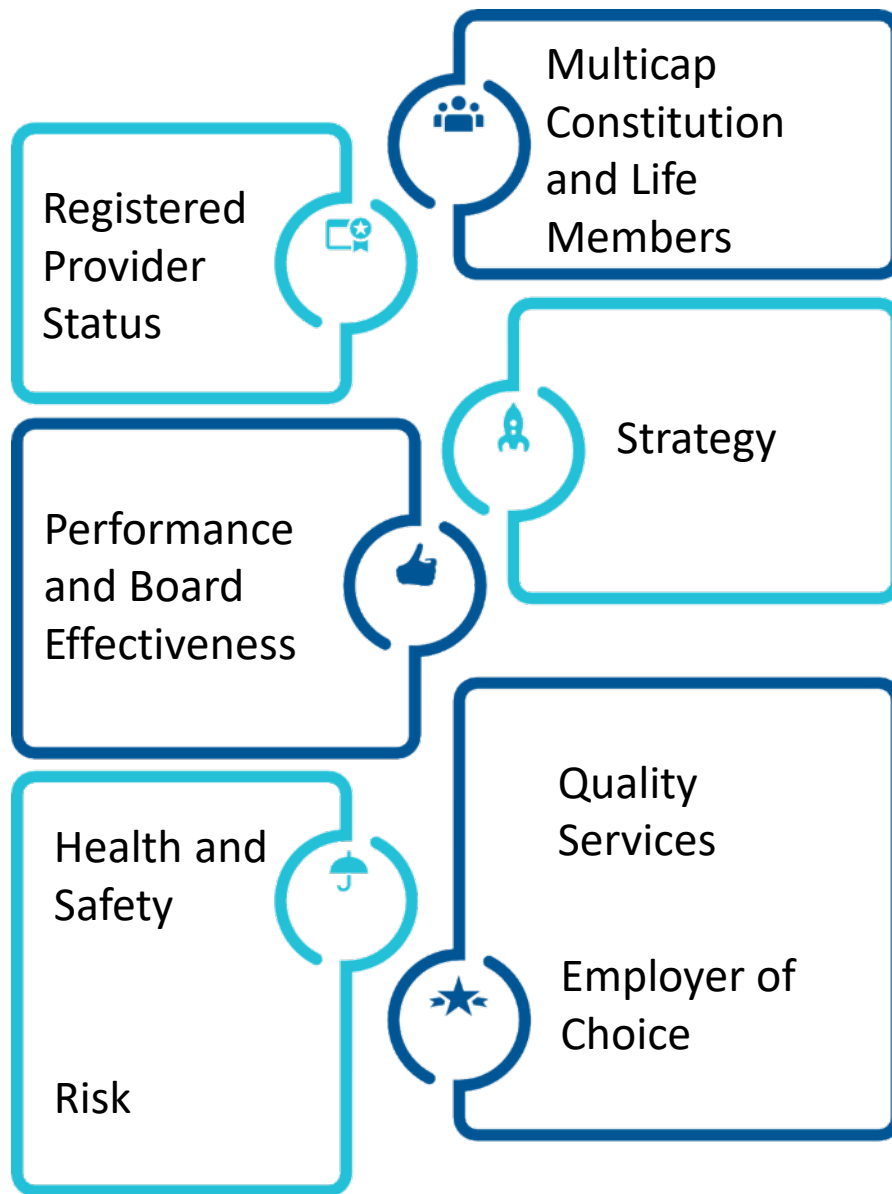 Multicap
Constitution
and Life
Members
Registered
Provider
Status
Strategy
Performance
and Board
Effectiveness
Quality
Services
Health and
Safety
Employer of
Choice
Risk